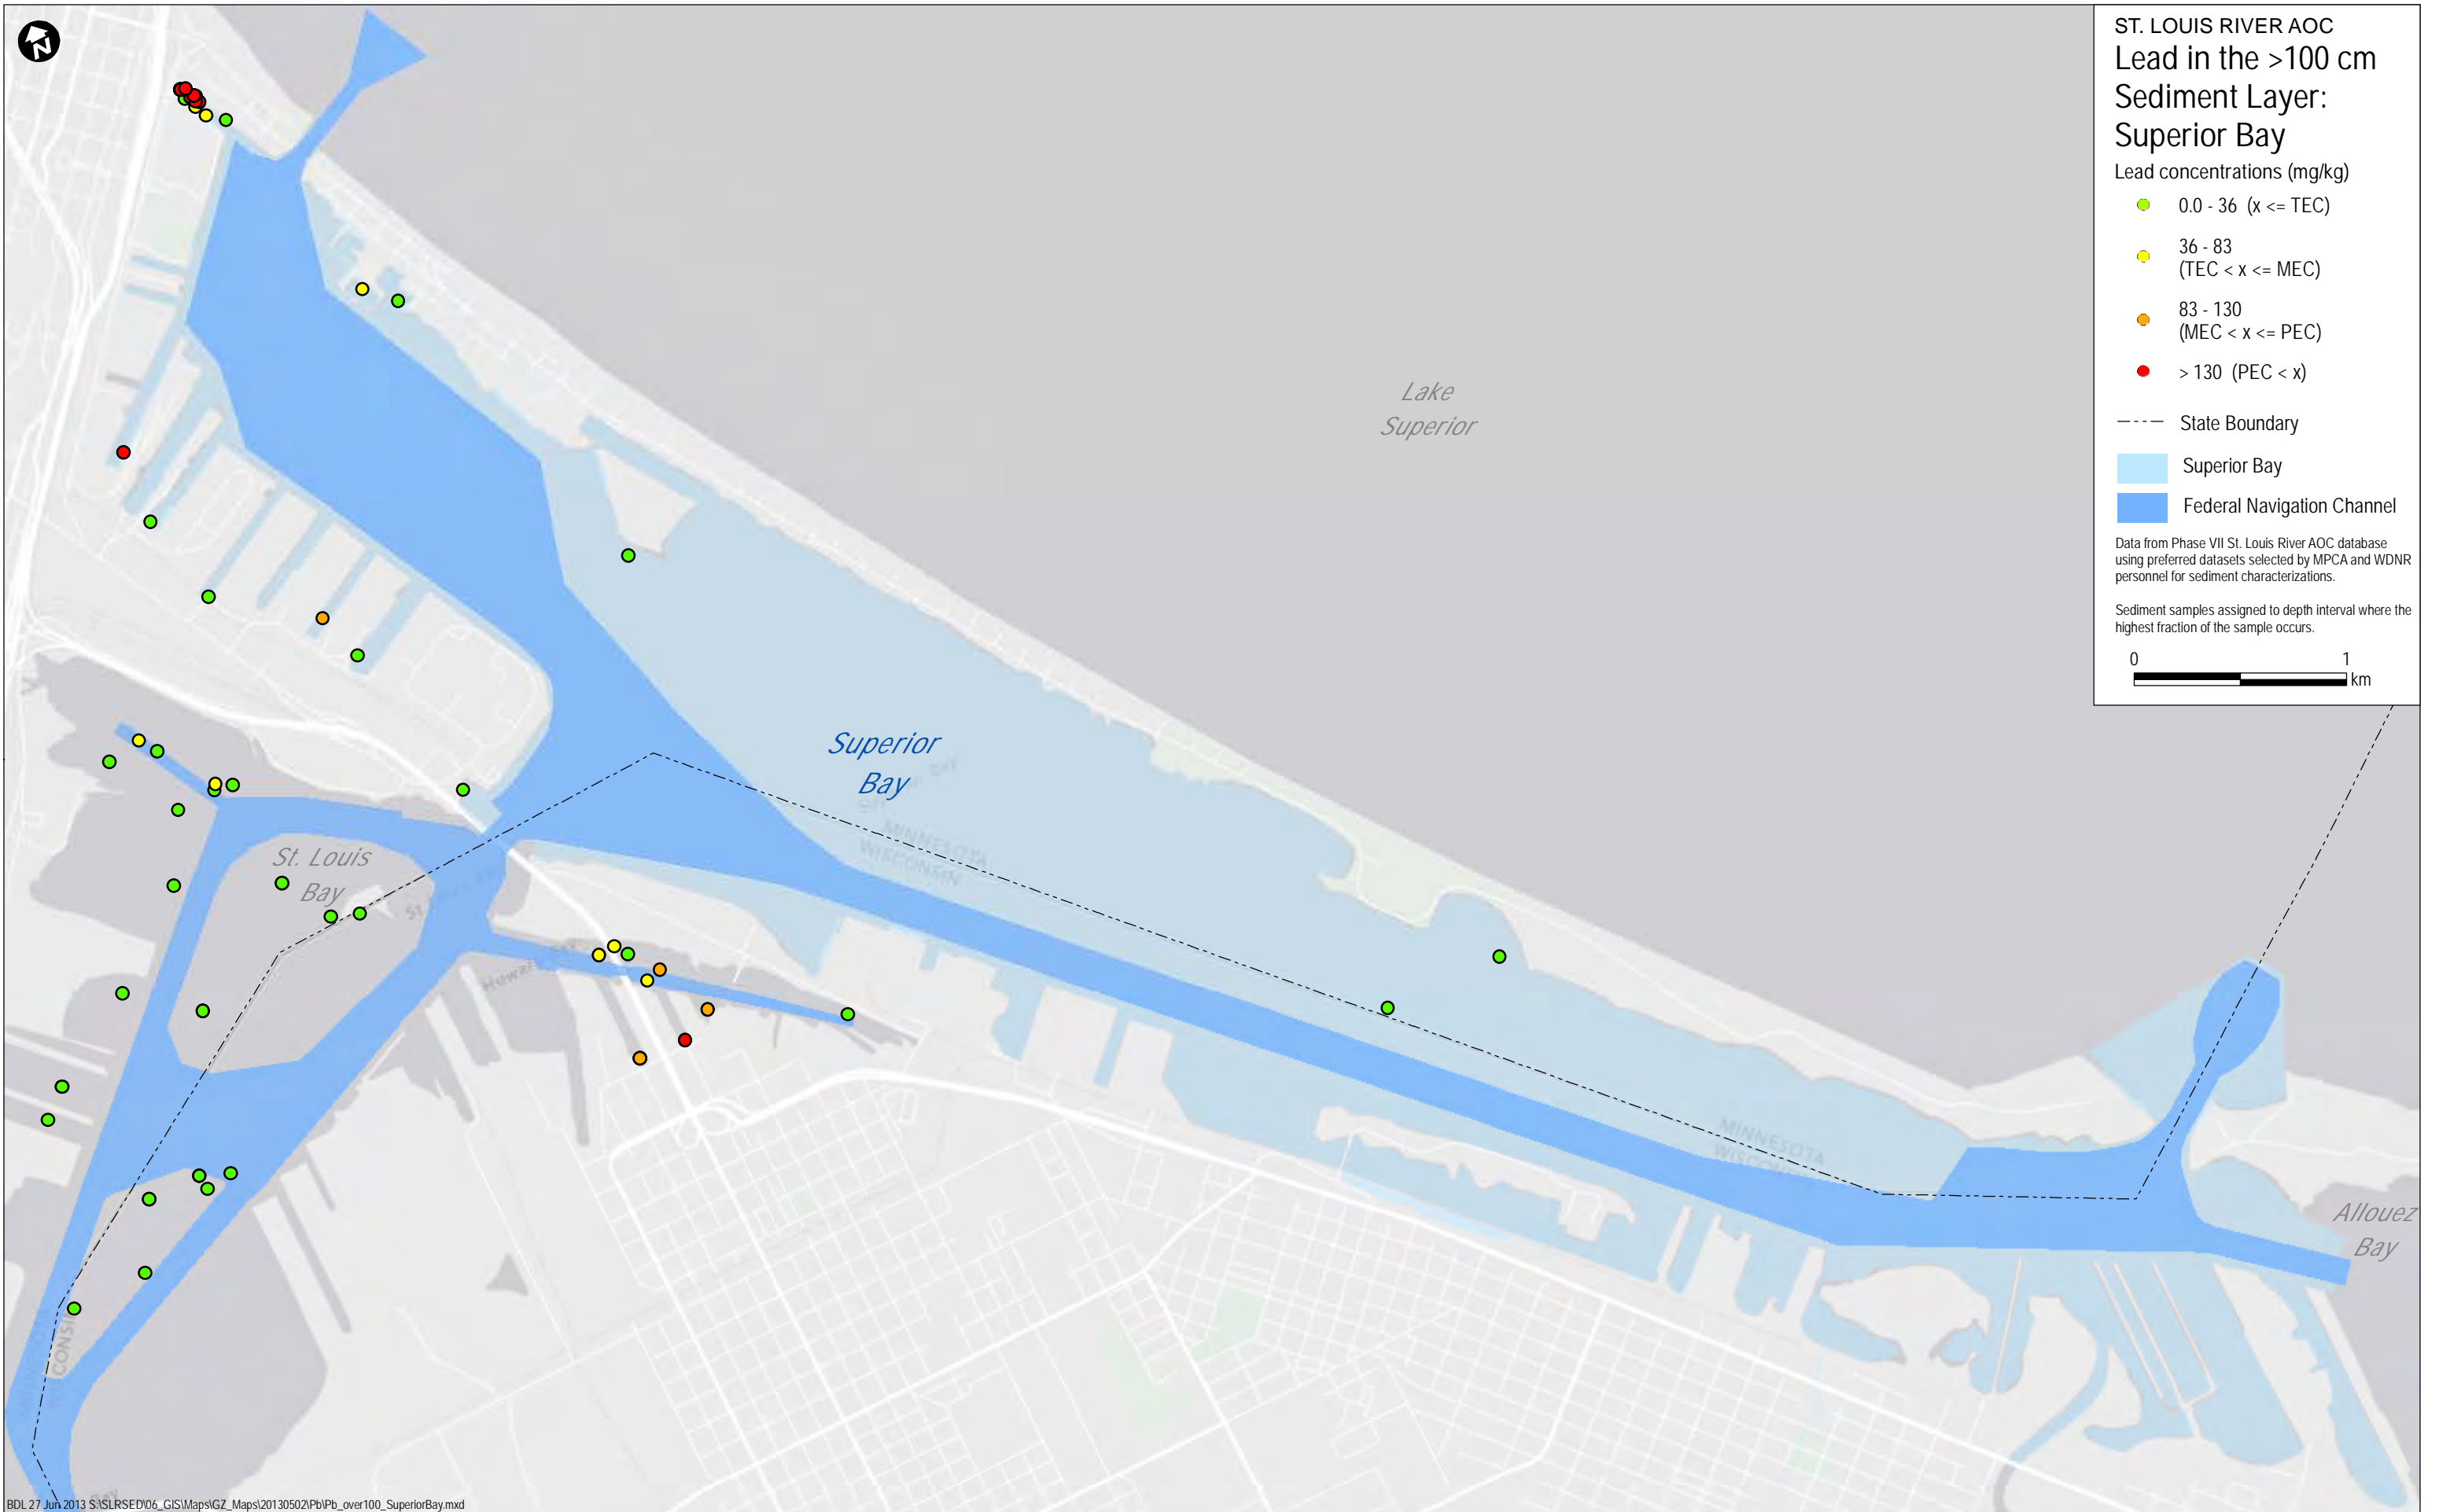 N
ST. LOUIS RIVER AOC
Lead in the >100 cm
Sediment Layer:
Superior Bay
Lead concentrations (mg/kg)
0.0 - 36 (x <= TEC)
36 - 83
(TEC < x <= MEC)
83 - 130
(MEC < x <= PEC)
> 130 (PEC < x)
State Boundary
Superior Bay
Federal Navigation Channel
Data from Phase VII St. Louis River AOC database
using preferred datasets selected by MPCA and WDNR
personnel for sediment characterizations.
Sediment samples assigned to depth interval where the
highest fraction of the sample occurs.
0 1
km
Lake
Superior
Superior
Bay
MINNESOTA
WISCONSIN
St. Louis
Bay
Howards Bay
MINNESOTA
WISCONSIN
Allouez
Bay
MINNESOTA
BDL 27 Jun 2013 S:\SLRSED\06_GIS\Maps\GZ_Maps\20130502\Pb\Pb_over100_SuperiorBay.mxd